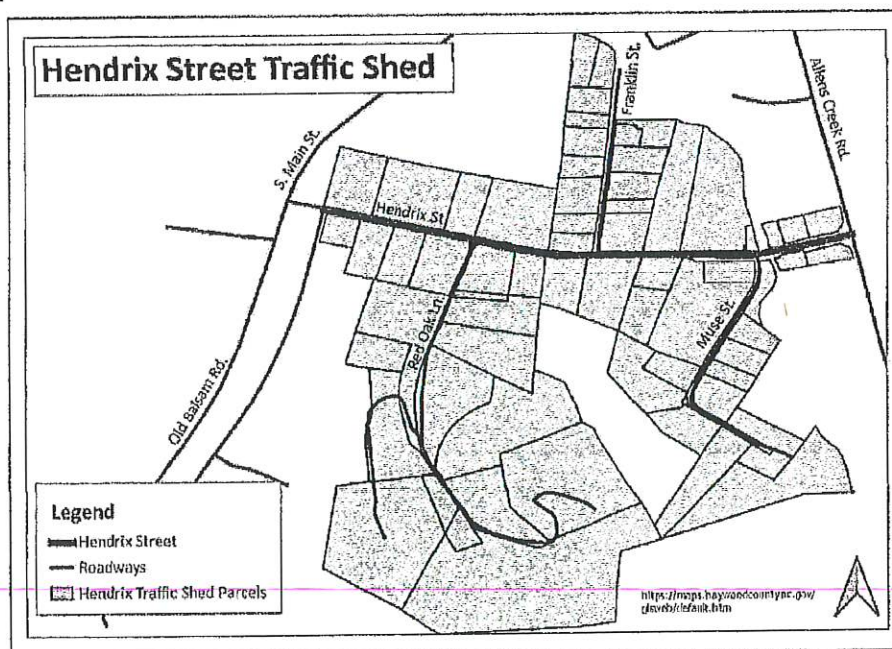 Hendrix Street Traffic Shed
S. Main St.
Franklin St.
Allens Creek Rd.
Hendrix St
Red Oak Ln.
Muse St.
Old Balsam Rd.
Legend
Hendrix Street
Roadways
Hendrix Traffic Shed Parcels
https://maps.haywoodcountync.gov/
gisweb/default.htm